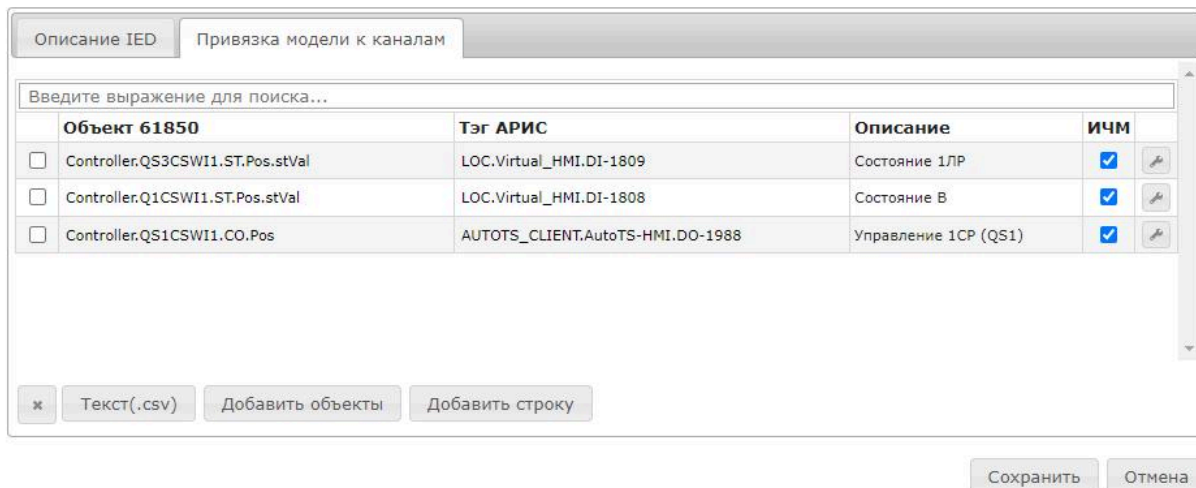 Описание IED Привязка модели к каналам
Введите выражение для поиска...
Объект 61850 Тэг АРИС Описание ИЧМ
Controller.QS3CSWI1.ST.Pos.stVal LOC.Virtual_HMI.DI-1809 Состояние 1ЛР
Controller.Q1CSWI1.ST.Pos.stVal LOC.Virtual_HMI.DI-1808 Состояние В
Controller.QS1CSWI1.CO.Pos AUTOTS_CLIENT.AutoTS-HMI.DO-1988 Управление 1СР (QS1)
Текст(.csv) Добавить объекты Добавить строку
Сохранить Отмена